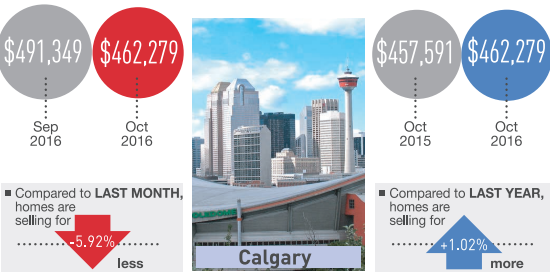 $491,349
$462,279
Sep
2016
Oct
2016
■ Compared to LAST MONTH,
homes are
selling for
-5.92%
less
Calgary
$457,591
$462,279
Oct
2015
Oct
2016
■ Compared to LAST YEAR,
homes are
selling for
+1.02%
more